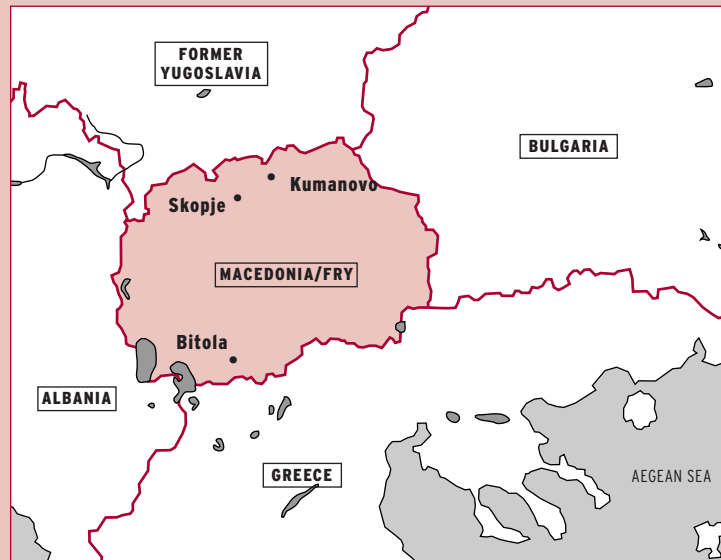 FORMER
YUGOSLAVIA
BULGARIA
Kumanovo
Skopje
MACEDONIA/FRY
Bitola
ALBANIA
GREECE
AEGEAN SEA